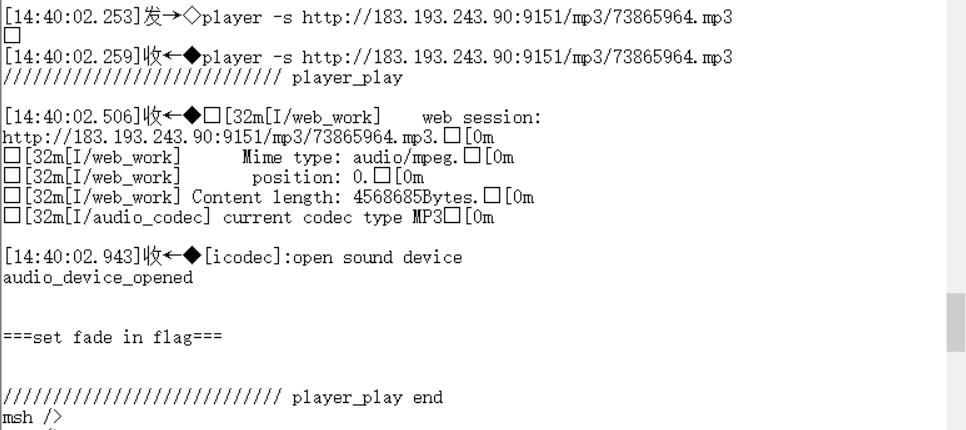 [14:40:02.253]发→◇player -s http://183.193.243.90:9151/mp3/73865964.mp3
□
[14:40:02.259]收←◆player -s http://183.193.243.90:9151/mp3/73865964.mp3
//////////////////////////// player_play
[14:40:02.506]收←◆□[32m[I/web_work]    web session:
http://183.193.243.90:9151/mp3/73865964.mp3.□[0m
□[32m[I/web_work]      Mime type: audio/mpeg.□[0m
□[32m[I/web_work]       position: 0.□[0m
□[32m[I/web_work] Content length: 4568685Bytes.□[0m
□[32m[I/audio_codec] current codec type MP3□[0m
[14:40:02.943]收←◆[icodec]:open sound device
audio_device_opened
===set fade in flag===
//////////////////////////// player_play end
msh />